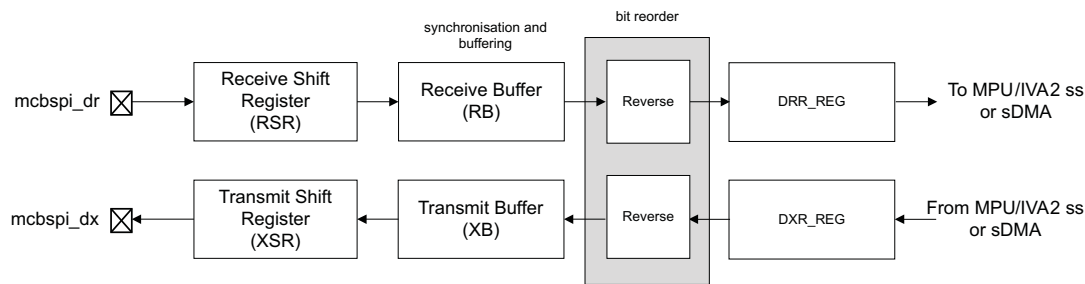 synchronisation and
buffering
bit reorder
mcbspi_dr
Receive Shift
Register
(RSR)
Receive Buffer
(RB)
Reverse
DRR_REG
To MPU/IVA2 ss
or sDMA
mcbspi_dx
Transmit Shift
Register
(XSR)
Transmit Buffer
(XB)
Reverse
DXR_REG
From MPU/IVA2 ss
or sDMA